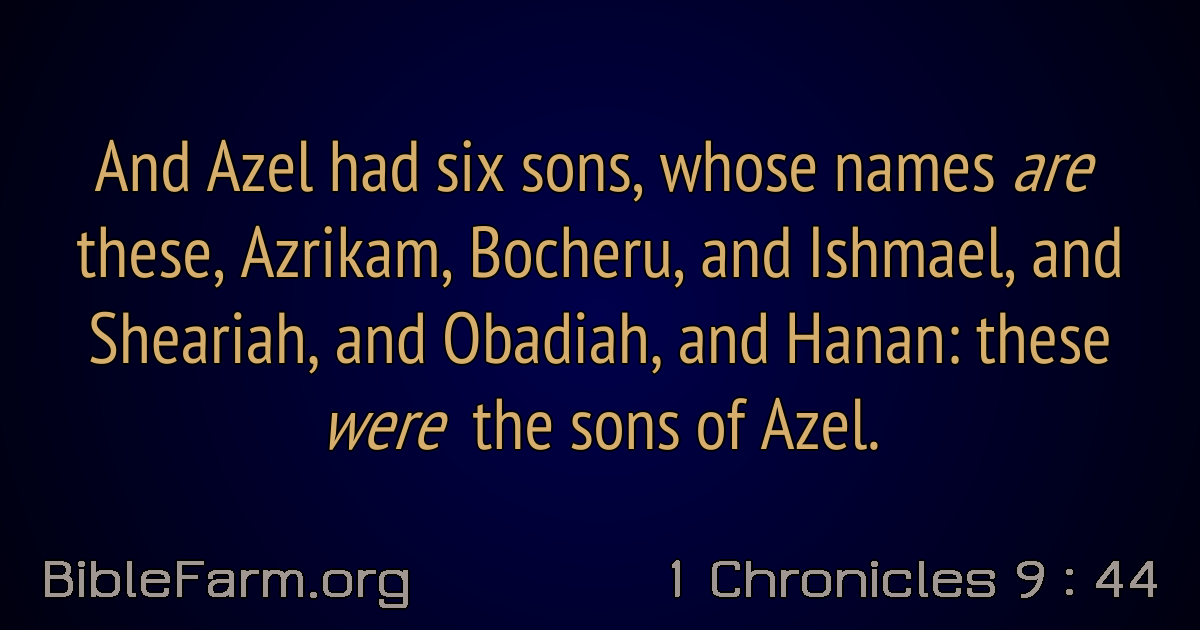 And Azel had six sons, whose names are
these, Azrikam, Bocheru, and Ishmael, and
Sheariah, and Obadiah, and Hanan: these
were the sons of Azel.
BibleFarm.org
1 Chronicles 9 : 44